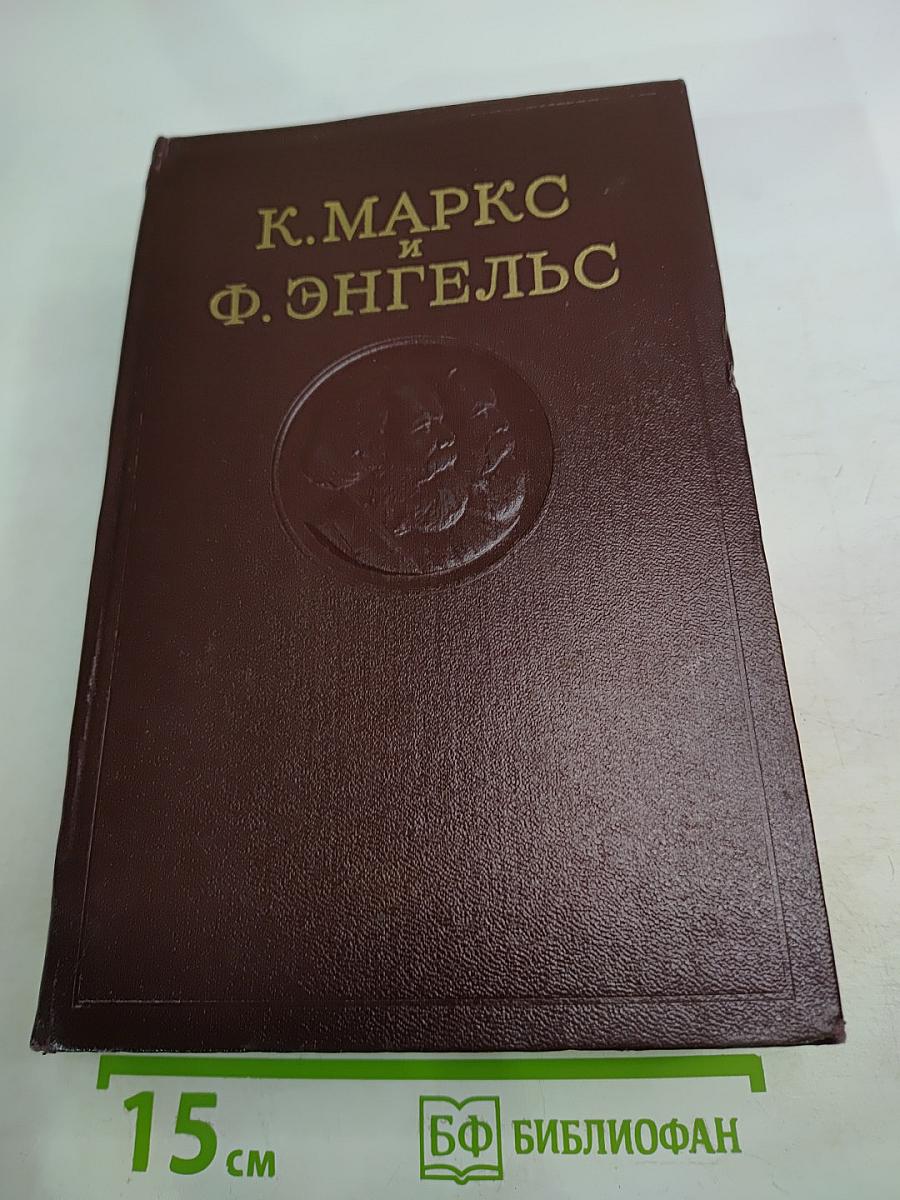 К. МАРКС
и
Ф. ЭНГЕЛЬС
15 см
БФ БИБЛИОФАН